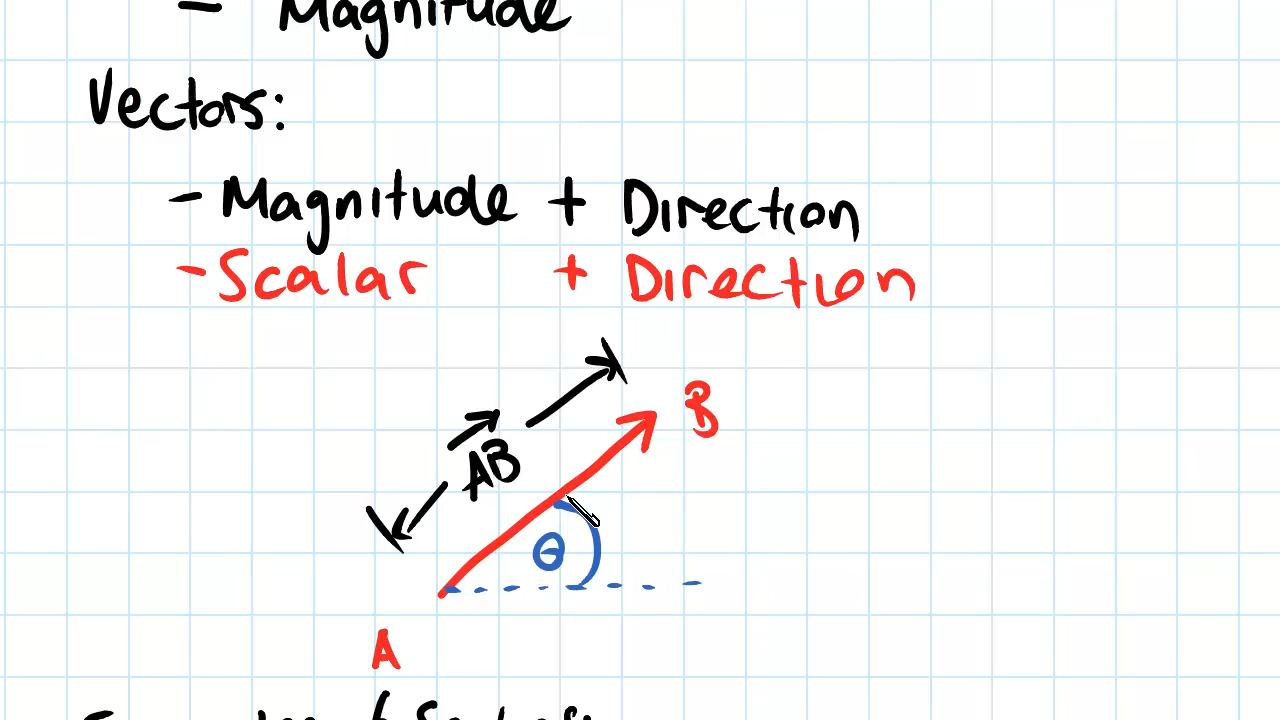 - Magnitude
Vectors:
- Magnitude + Direction
- Scalar + Direction
B
AB
θ
A